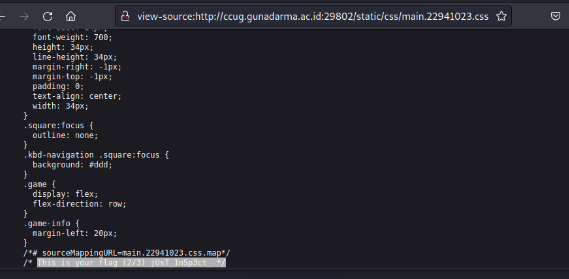 view-source:http://ccug.gunadarma.ac.id:29802/static/css/main.22941023.css
font-weight: 700;
height: 34px;
line-height: 34px;
margin-right: -1px;
margin-top: -1px;
padding: 0;
text-align: center;
width: 34px;
}
.square:focus {
outline: none;
}
.kbd-navigation .square:focus {
background: #ddd;
}
.game {
display: flex;
flex-direction: row;
}
.game-info {
margin-left: 20px;
}
/*# sourceMappingURL=main.22941023.css.map*/
/* This is your flag (2/3) jUsT_1nSp3ct_ */